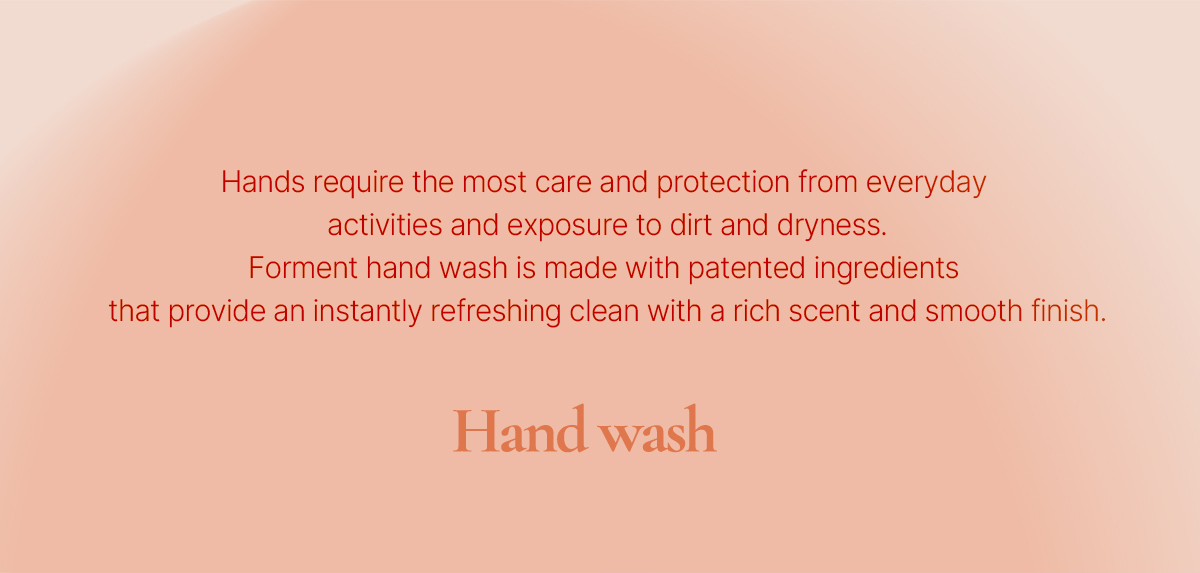 Hands require the most care and protection from everyday
activities and exposure to dirt and dryness.
Forment hand wash is made with patented ingredients
that provide an instantly refreshing clean with a rich scent and smooth finish.
Hand wash